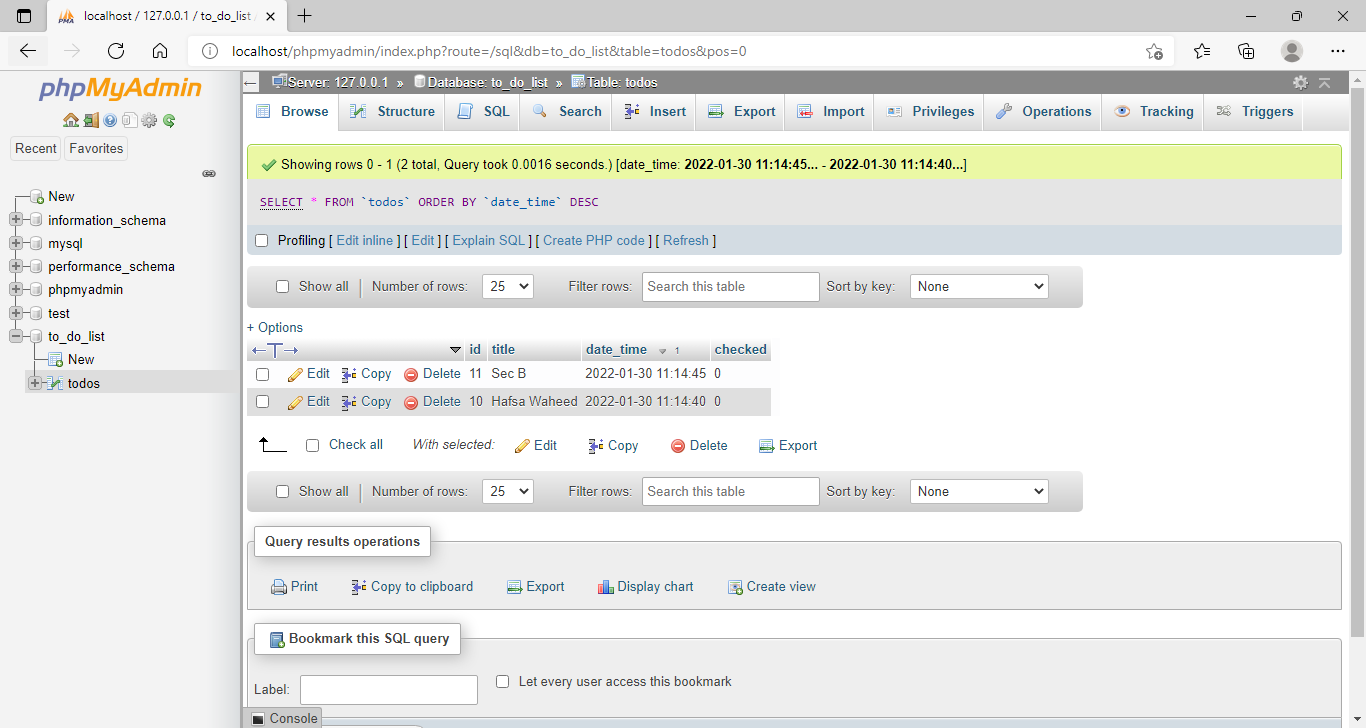 localhost / 127.0.0.1 / to_do_list
localhost/phpmyadmin/index.php?route=/sql&db=to_do_list&table=todos&pos=0
phpMyAdmin
Recent Favorites
New
information_schema
mysql
performance_schema
phpmyadmin
test
to_do_list
New
todos
Server: 127.0.0.1 » Database: to_do_list » Table: todos
Browse Structure SQL Search Insert Export Import Privileges Operations Tracking Triggers
Showing rows 0 - 1 (2 total, Query took 0.0016 seconds.) [date_time: 2022-01-30 11:14:45... - 2022-01-30 11:14:40...]
SELECT * FROM `todos` ORDER BY `date_time` DESC
Profiling [ Edit inline ] [ Edit ] [ Explain SQL ] [ Create PHP code ] [ Refresh ]
Show all | Number of rows: 25 Filter rows: Search this table Sort by key: None
+ Options
←T→ id title date_time 1 checked
Edit Copy Delete 11 Sec B 2022-01-30 11:14:45 0
Edit Copy Delete 10 Hafsa Waheed 2022-01-30 11:14:40 0
Check all With selected: Edit Copy Delete Export
Show all | Number of rows: 25 Filter rows: Search this table Sort by key: None
Query results operations
Print Copy to clipboard Export Display chart Create view
Bookmark this SQL query
Label: Let every user access this bookmark
Console